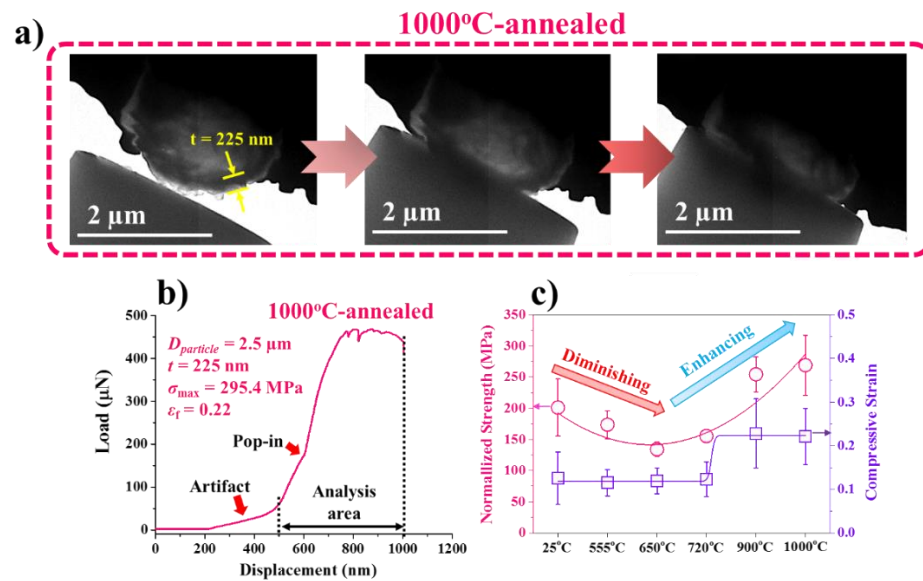 a)
1000°C-annealed
t = 225 nm
2 µm
2 µm
2 µm
b)
1000°C-annealed
D particle = 2.5 µm
t = 225 nm
σmax = 295.4 MPa
εf = 0.22
Pop-in
Artifact
Analysis
area
Load (µN)
500
400
300
200
100
0
0 200 400 600 800 1000 1200
Displacement (nm)
c)
Diminishing
Enhancing
Normallized Strength (MPa)
350
300
250
200
150
100
50
0
Compressive Strain
0.5
0.4
0.3
0.2
0.1
0.0
25°C 555°C 650°C 720°C 900°C 1000°C